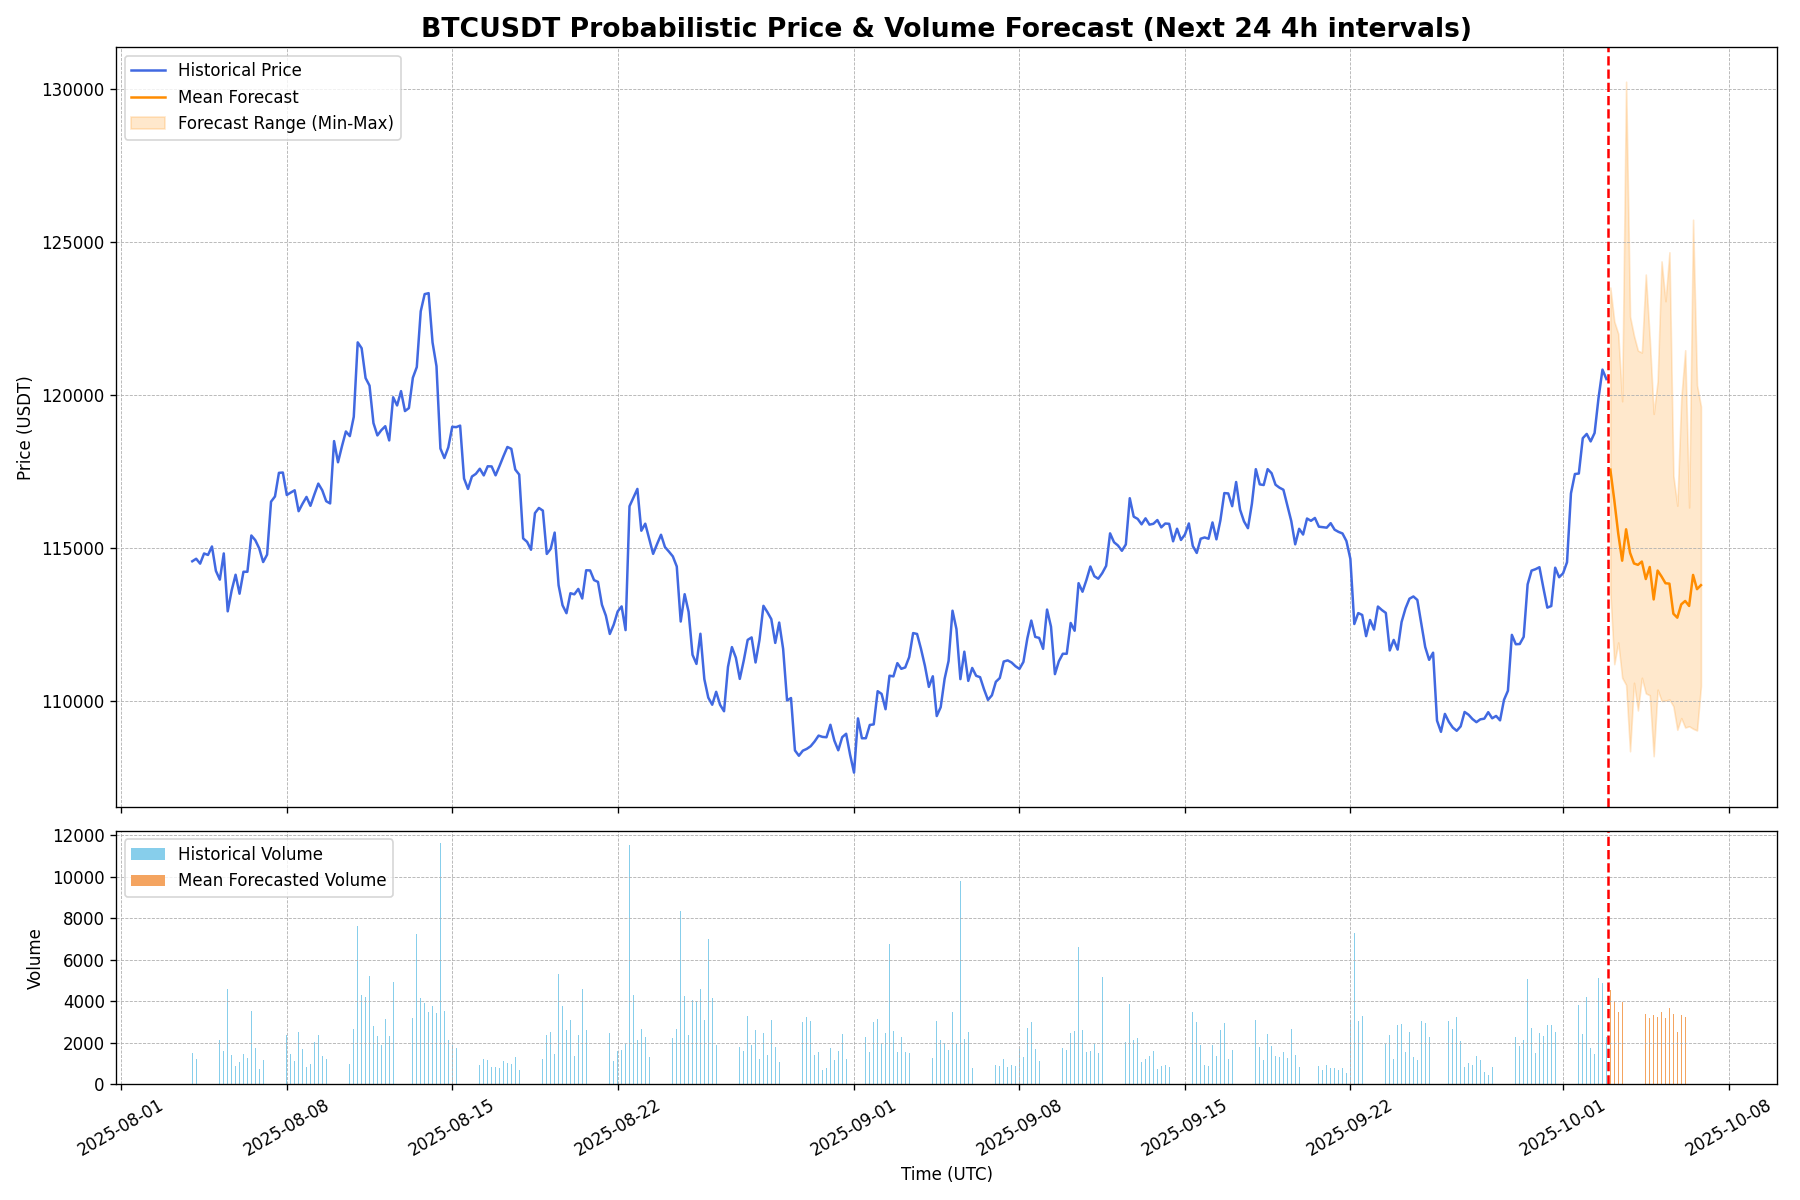 BTCUSDT Probabilistic Price & Volume Forecast (Next 24 4h intervals)
Historical Price
Mean Forecast
Forecast Range (Min-Max)
130000
125000
120000
115000
110000
Price (USDT)
Historical Volume
Mean Forecasted Volume
12000
10000
8000
6000
4000
2000
0
Volume
2025-08-01
2025-08-08
2025-08-15
2025-08-22
2025-09-01
2025-09-08
2025-09-15
2025-09-22
2025-10-01
2025-10-08
Time (UTC)